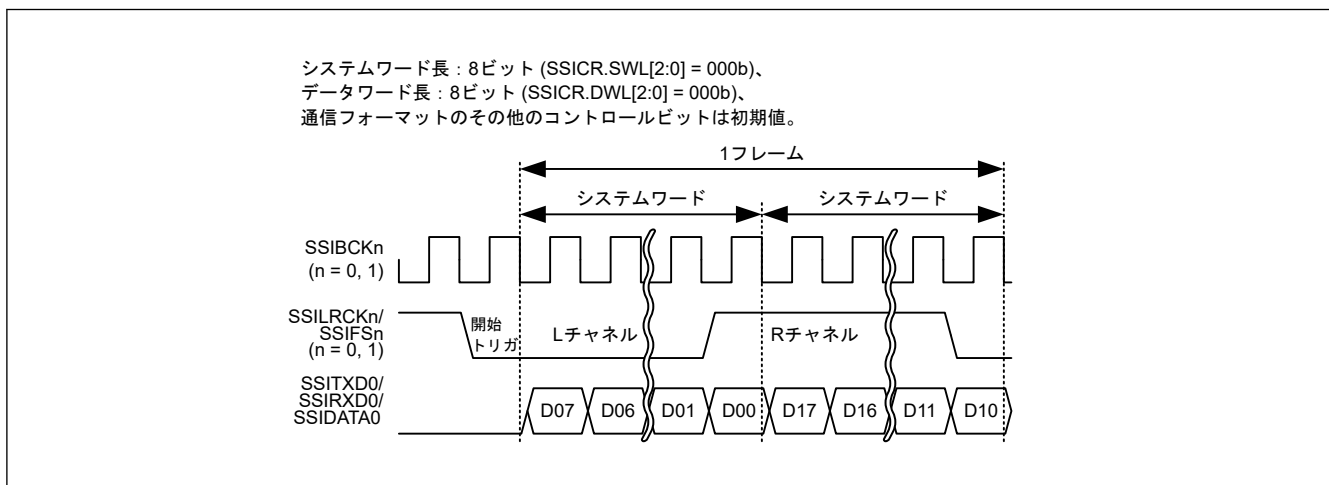 システムワード長：8ビット (SSICR.SWL[2:0] = 000b)、
データワード長：8ビット (SSICR.DWL[2:0] = 000b)、
通信フォーマットのその他のコントロールビットは初期値。
1フレーム
システムワード
システムワード
SSIBCKn
(n = 0, 1)
SSILRCKn/
SSIFSn
(n = 0, 1)
開始
トリガ
Lチャネル
Rチャネル
SSITXD0/
SSIRXD0/
SSIDATA0
D07
D06
D01
D00
D17
D16
D11
D10